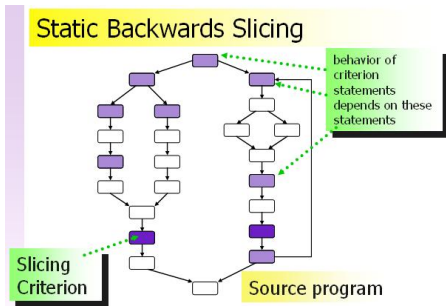 Static Backwards Slicing
behavior of
criterion
statements
depends on these
statements
Slicing
Criterion
Source program